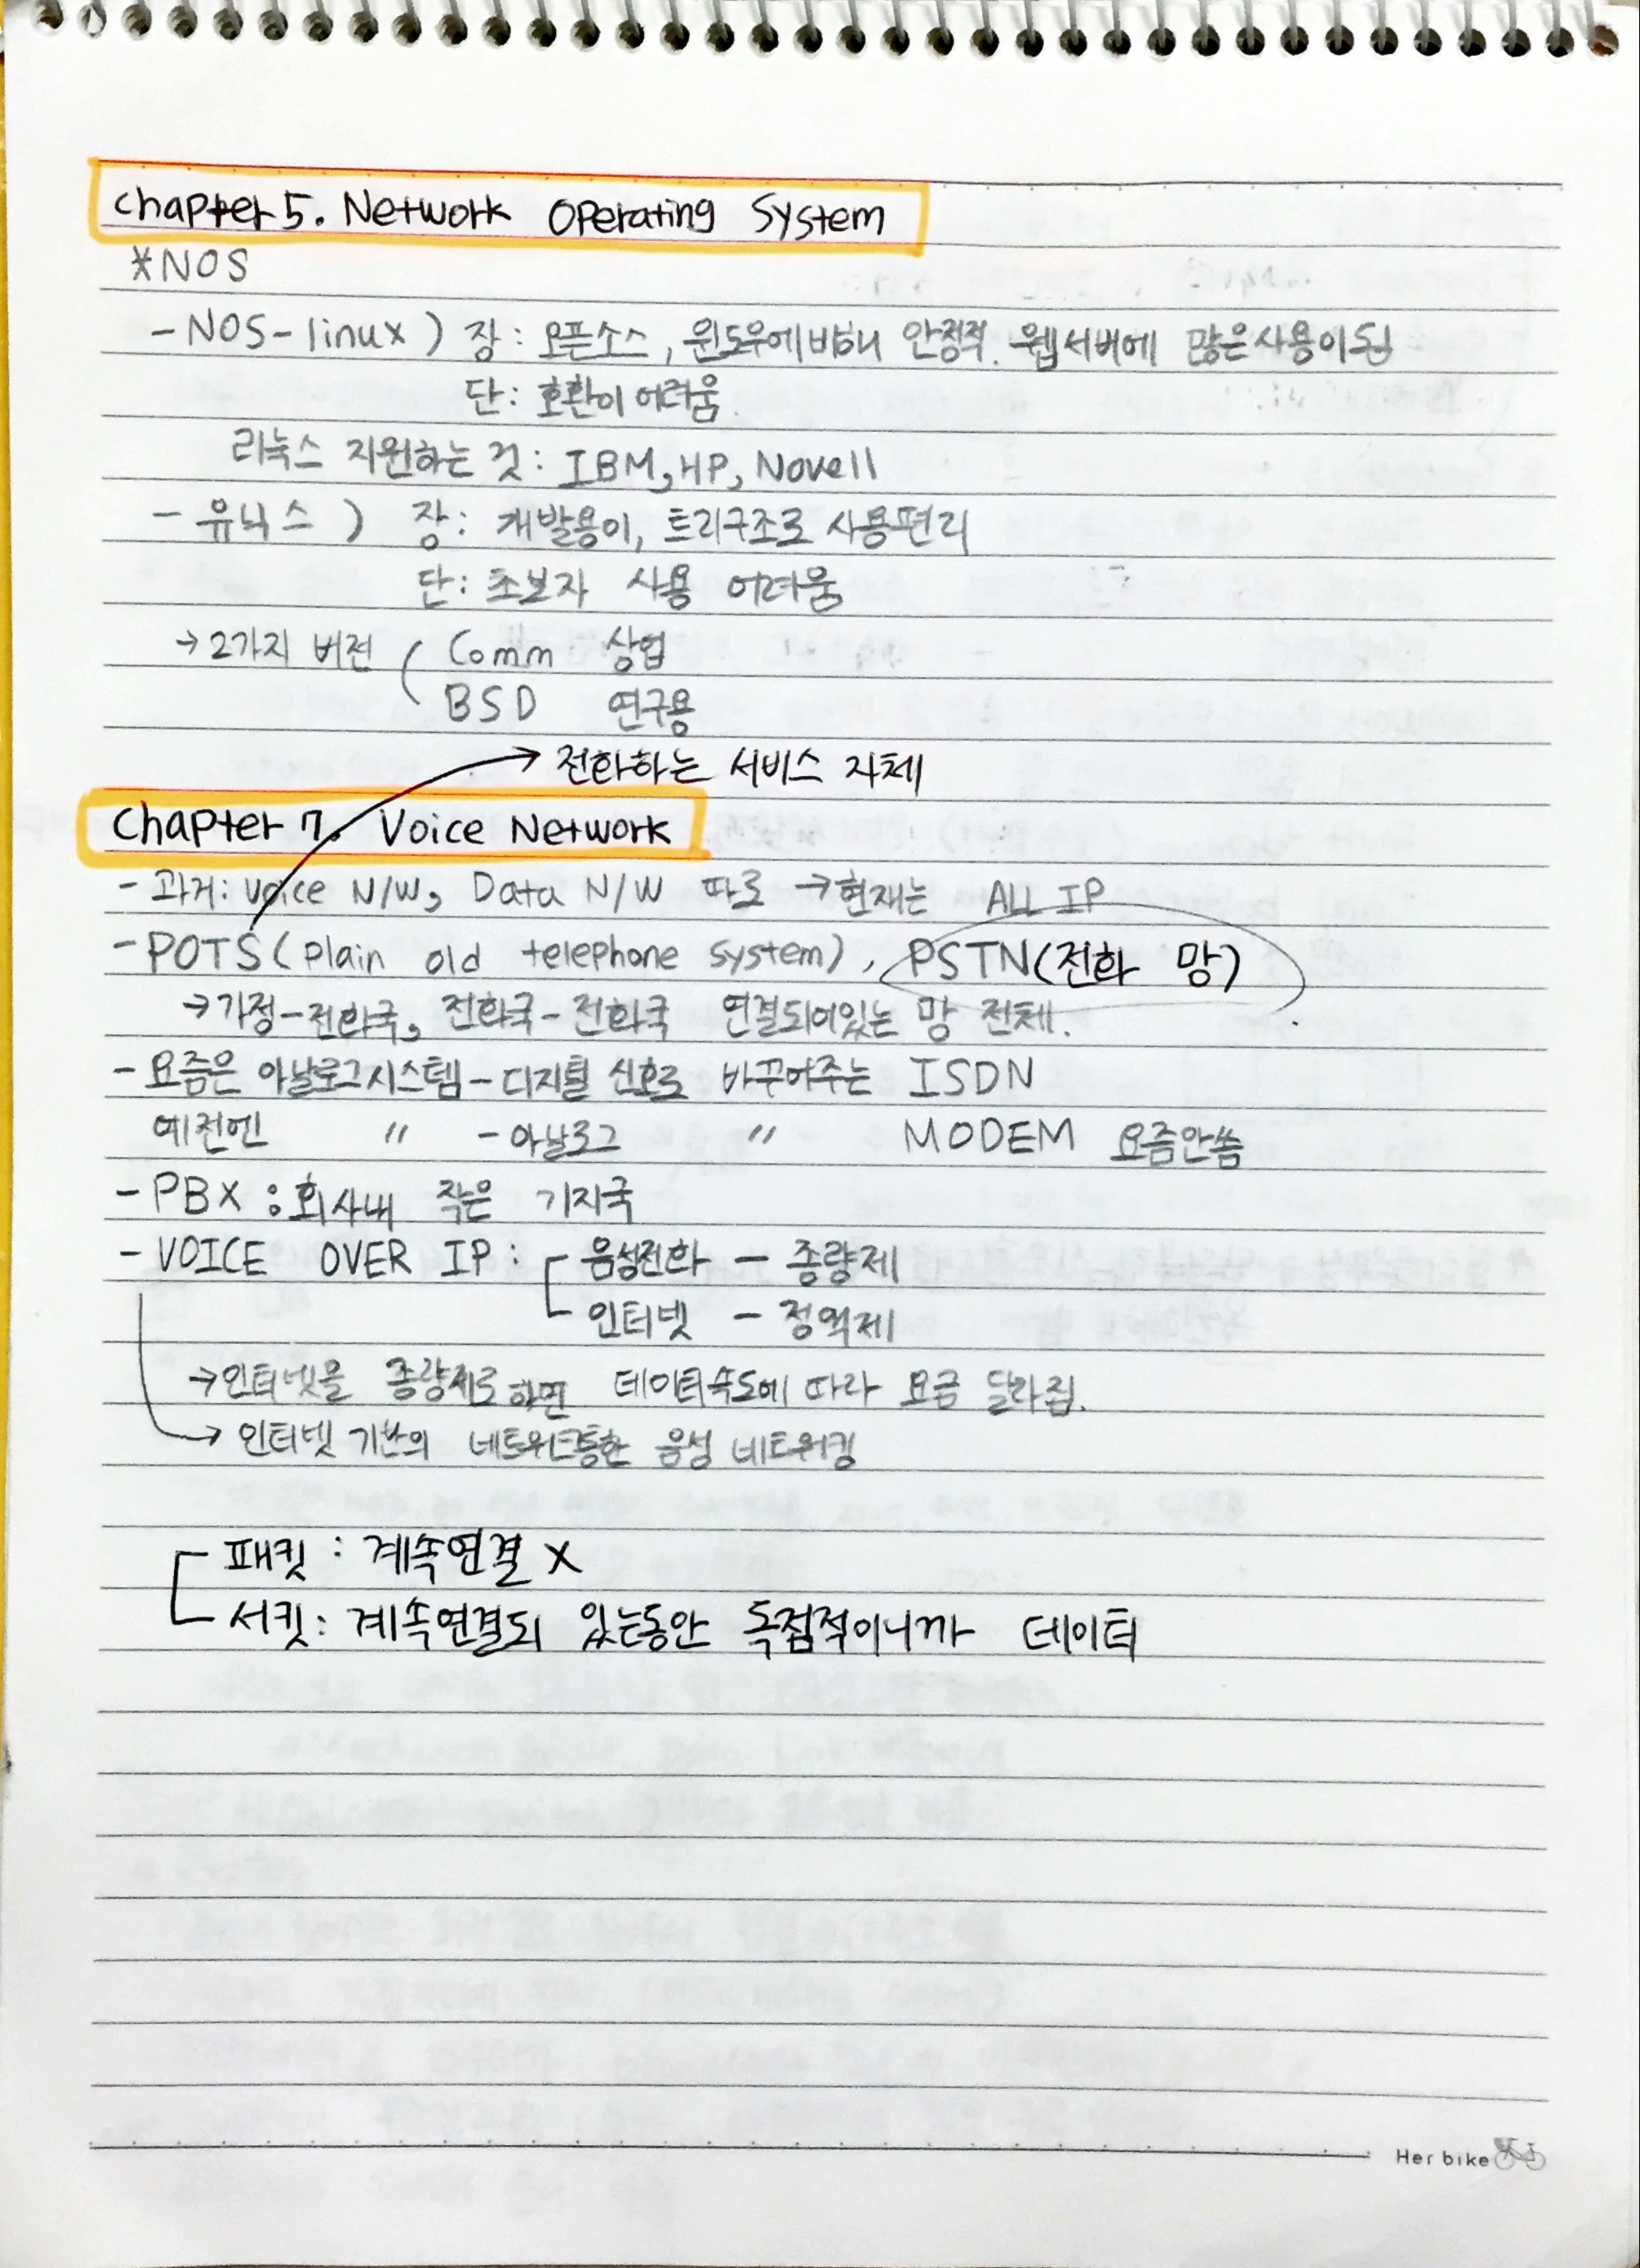 Chapter 5. Network Operating System
*NOS
- NOS - linux ) 장 : 오픈소스, 윈도우에 비하니 안정적. 웹서버에 많은 사용이 됨
단 : 호환이 어려움
리눅스 지원하는 것 : IBM, HP, Novell
- 유닉스 ) 장 : 개발용이, 트리구조로 사용편리
단 : 초보자 사용 어려움
→ 2가지 버전 ( Comm 상업
BSD 연구용
→ 전화하는 서비스 자체
Chapter 7. Voice Network
- 과거 : voice N/W, Data N/W 따로 → 현재는 ALL IP
- POTS ( Plain old telephone system ), PSTN (전화 망)
→ 가정 - 전화국, 전화국 - 전화국 연결되어있는 망 전체.
- 요즘은 아날로그시스템 - 디지털 신호로 바꾸어주는 ISDN
예전엔 〃 - 아날로그 〃 MODEM 요즘안씀
- PBX : 회사내 작은 기지국
- VOICE OVER IP : 음성전화 - 종량제
인터넷 - 정액제
→ 인터넷을 종량제로 하면 데이터속도에 따라 요금 달라짐.
→ 인터넷 기반의 네트워크통한 음성 네트워킹
패킷 : 계속연결 X
서킷 : 계속연결되 있는동안 독점적이니까 데이터
Her bike